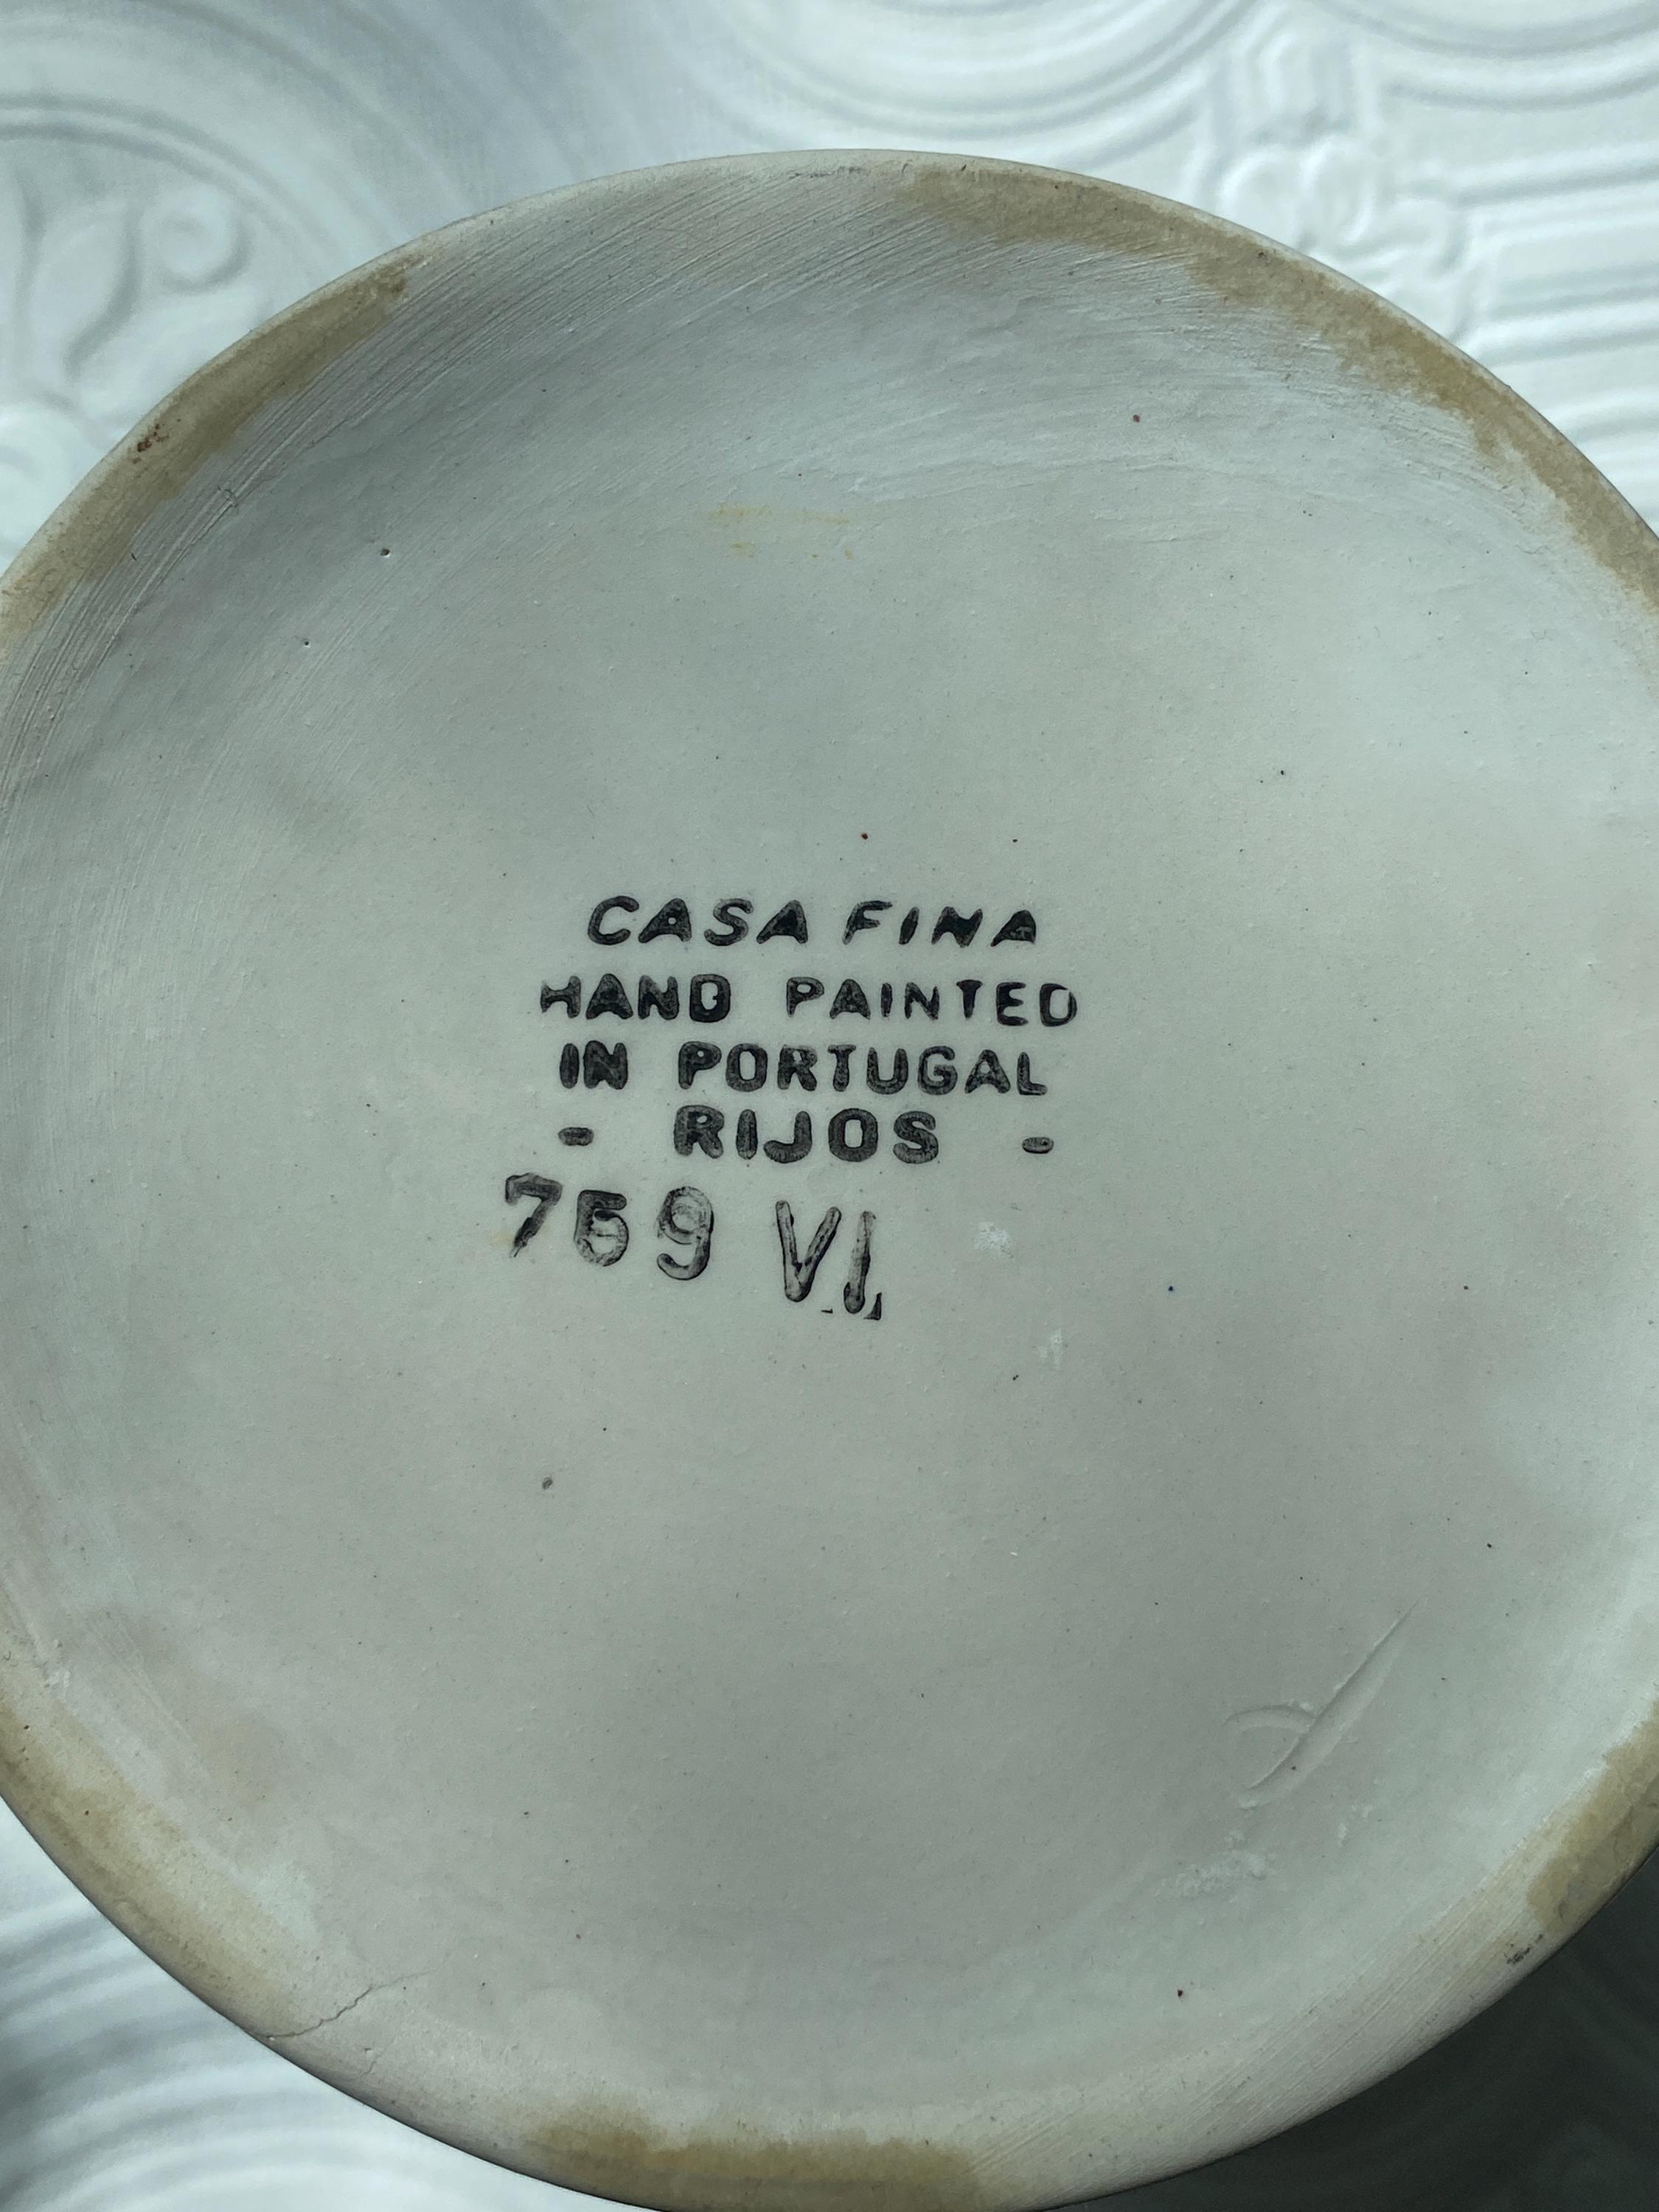 CASA FINA
HAND PAINTED
IN PORTUGAL
- RIJOS -
759 VI